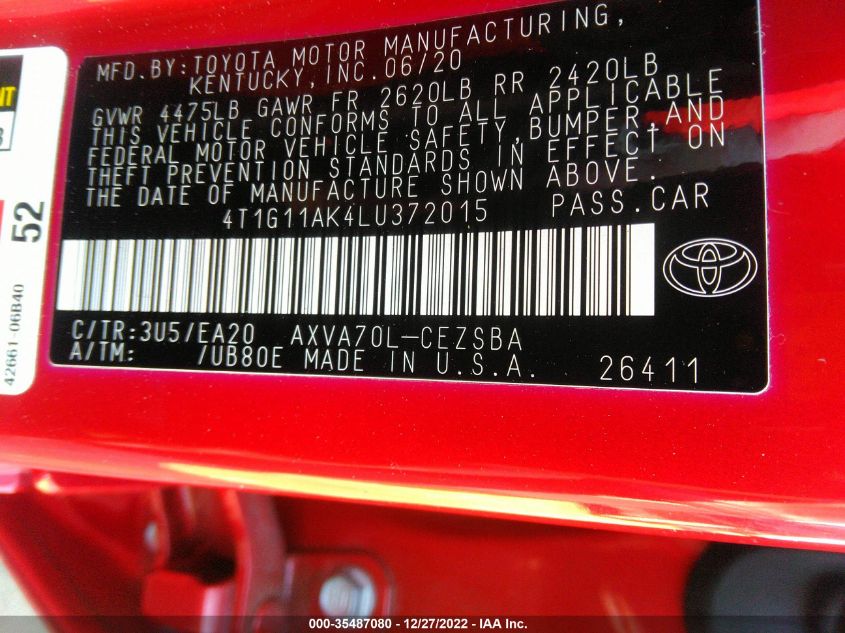 MFD. BY: TOYOTA MOTOR MANUFACTURING,
KENTUCKY, INC. 06/20
GVWR 4475LB GAWR FR 2620LB RR 2420LB
THIS VEHICLE CONFORMS TO ALL APPLICABLE
FEDERAL MOTOR VEHICLE SAFETY, BUMPER, AND
THEFT PREVENTION STANDARDS IN EFFECT ON
THE DATE OF MANUFACTURE SHOWN ABOVE.
4T1G11AK4LU372015 PASS.CAR
C/TR:3U5/EA20 AXVA70L-CEZSBA
A/TM: /UB80E MADE IN U.S.A. 26411
52
42661-06B40
000-35487080 - 12/27/2022 - IAA Inc.